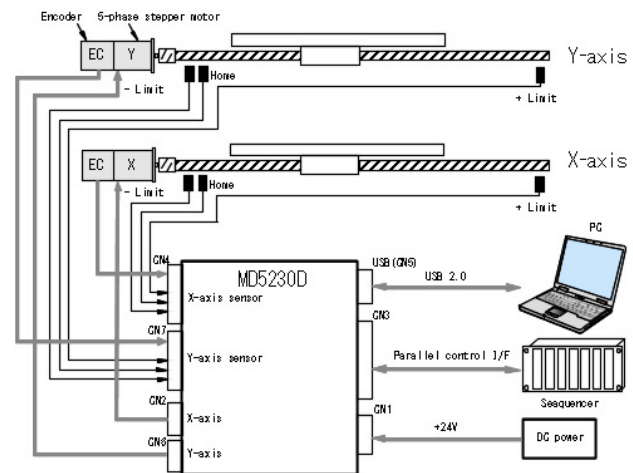 Encoder
5-phase stepper motor
EC Y
Y-axis
Home
- Limit
+ Limit
X-axis
EC X
Home
- Limit
+ Limit
PC
CN4
MD5230D
USB(CN5)
USB 2.0
X-axis sensor
CN7
CN3
Y-axis sensor
Parallel control I/F
CN2
Seaquencer
X-axis
CN1
+24V
DC power
CN6
Y-axis